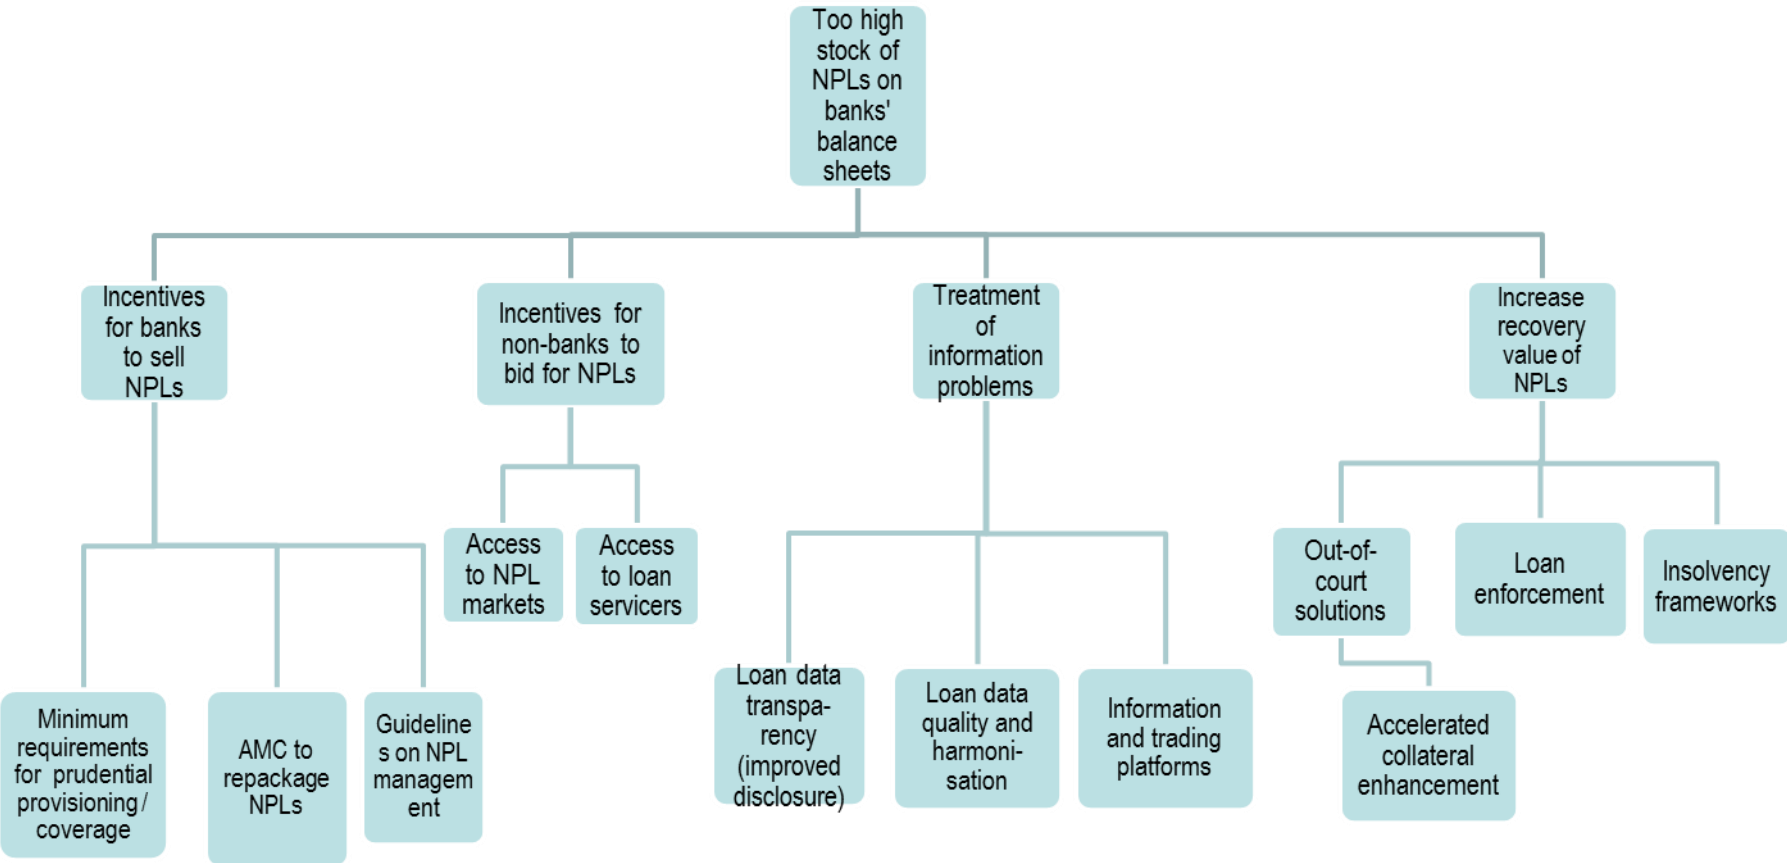 Too high
stock of
NPLs on
banks'
balance
sheets
Incentives
for banks
to sell
NPLs
Incentives for
non-banks to
bid for NPLs
Treatment
of
information
problems
Increase
recovery
value of
NPLs
Access
to NPL
markets
Access
to loan
servicers
Out-of-
court
solutions
Loan
enforcement
Insolvency
frameworks
Minimum
requirements
for prudential
provisioning /
coverage
AMC to
repackage
NPLs
Guideline
s on NPL
managem
ent
Loan data
transpa-
rency
(improved
disclosure)
Loan data
quality and
harmoni-
sation
Information
and trading
platforms
Accelerated
collateral
enhancement